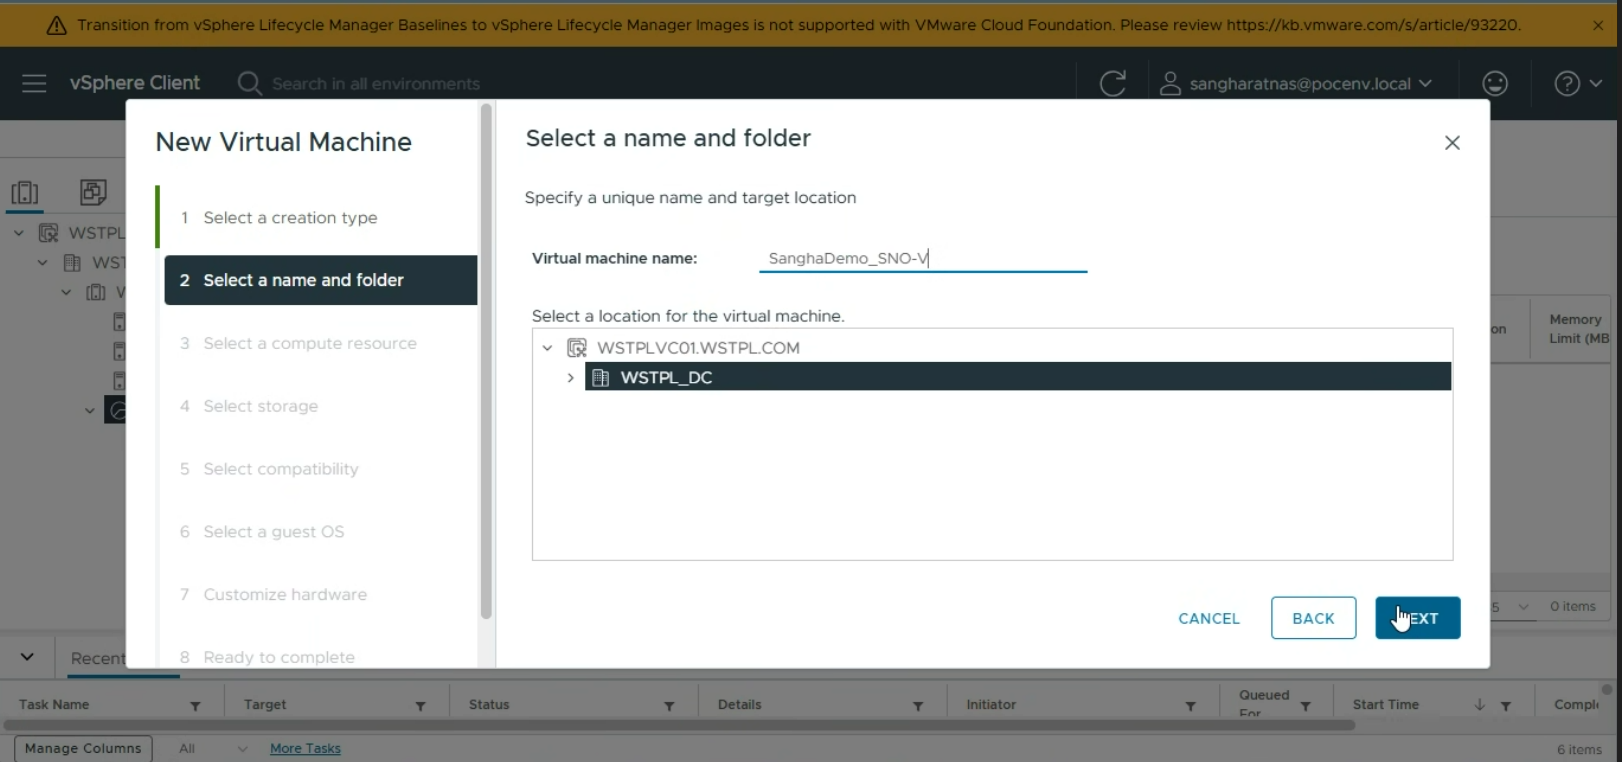 Transition from vSphere Lifecycle Manager Baselines to vSphere Lifecycle Manager Images is not supported with VMware Cloud Foundation. Please review https://kb.vmware.com/s/article/93220.
vSphere Client
Search in all environments
sangharatnas@pocenv.local
New Virtual Machine
1 Select a creation type
2 Select a name and folder
3 Select a compute resource
4 Select storage
5 Select compatibility
6 Select a guest OS
7 Customize hardware
8 Ready to complete
Select a name and folder
Specify a unique name and target location
Virtual machine name: SanghaDemo_SNO-V
Select a location for the virtual machine.
WSTPLVC01.WSTPL.COM
WSTPL_DC
CANCEL BACK
WSTPL
WST
Memory
Limit (MB
0 items
Recent
Task Name Target Status Details Initiator Queued For Start Time
Manage Columns All More Tasks 6 items